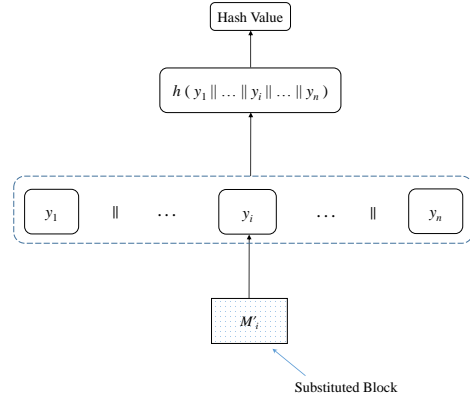 Hash Value
h ( y₁ || … || yᵢ || … || yₙ )
y₁ || … yᵢ … || yₙ
M'ᵢ
Substituted Block